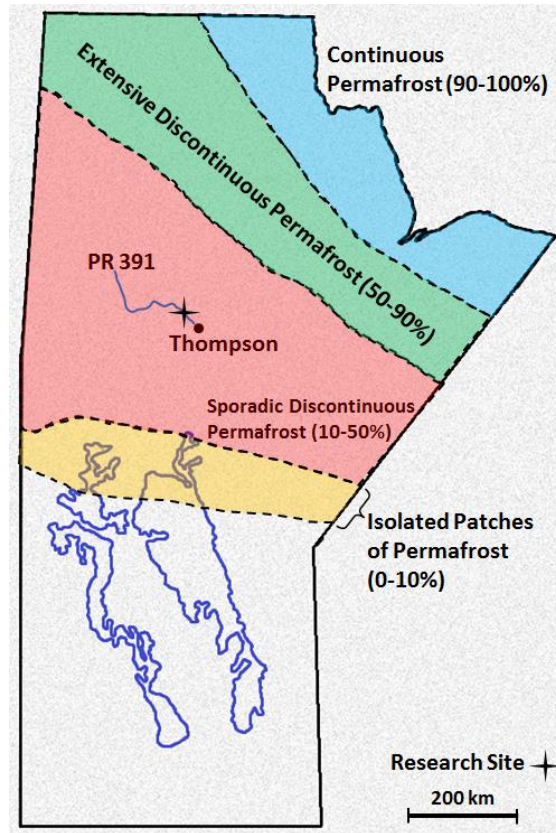 Continuous
Permafrost (90-100%)
Extensive Discontinuous Permafrost (50-90%)
PR 391
Thompson
Sporadic Discontinuous
Permafrost (10-50%)
Isolated Patches
of Permafrost
(0-10%)
Research Site
200 km